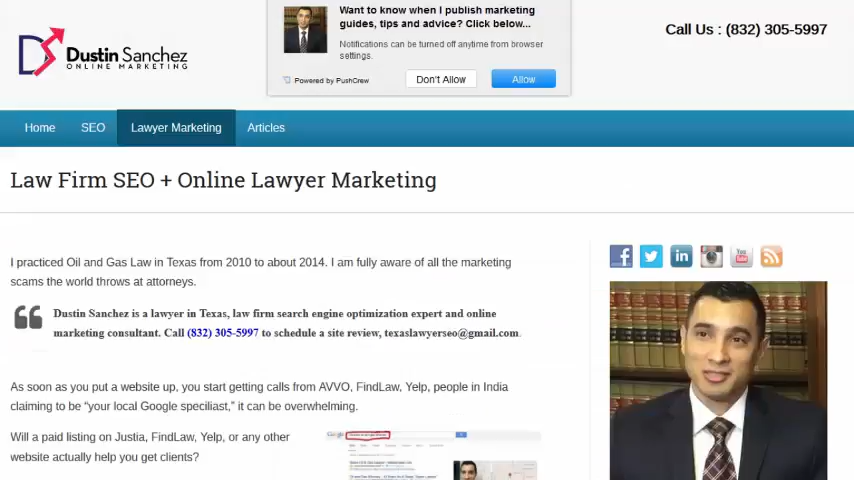 Want to know when I publish marketing
guides, tips and advice? Click below...
Notifications can be turned off anytime from browser
settings.
Powered by PushCrew
Don't Allow
Allow
Dustin Sanchez
ONLINE MARKETING
Call Us : (832) 305-5997
Home
SEO
Lawyer Marketing
Articles
Law Firm SEO + Online Lawyer Marketing
I practiced Oil and Gas Law in Texas from 2010 to about 2014. I am fully aware of all the marketing
scams the world throws at attorneys.
Dustin Sanchez is a lawyer in Texas, law firm search engine optimization expert and online
marketing consultant. Call (832) 305-5997 to schedule a site review, texaslawyerseo@gmail.com.
As soon as you put a website up, you start getting calls from AVVO, FindLaw, Yelp, people in India
claiming to be “your local Google speciliast,” it can be overwhelming.
Will a paid listing on Justia, FindLaw, Yelp, or any other
website actually help you get clients?
Google
You
Tube